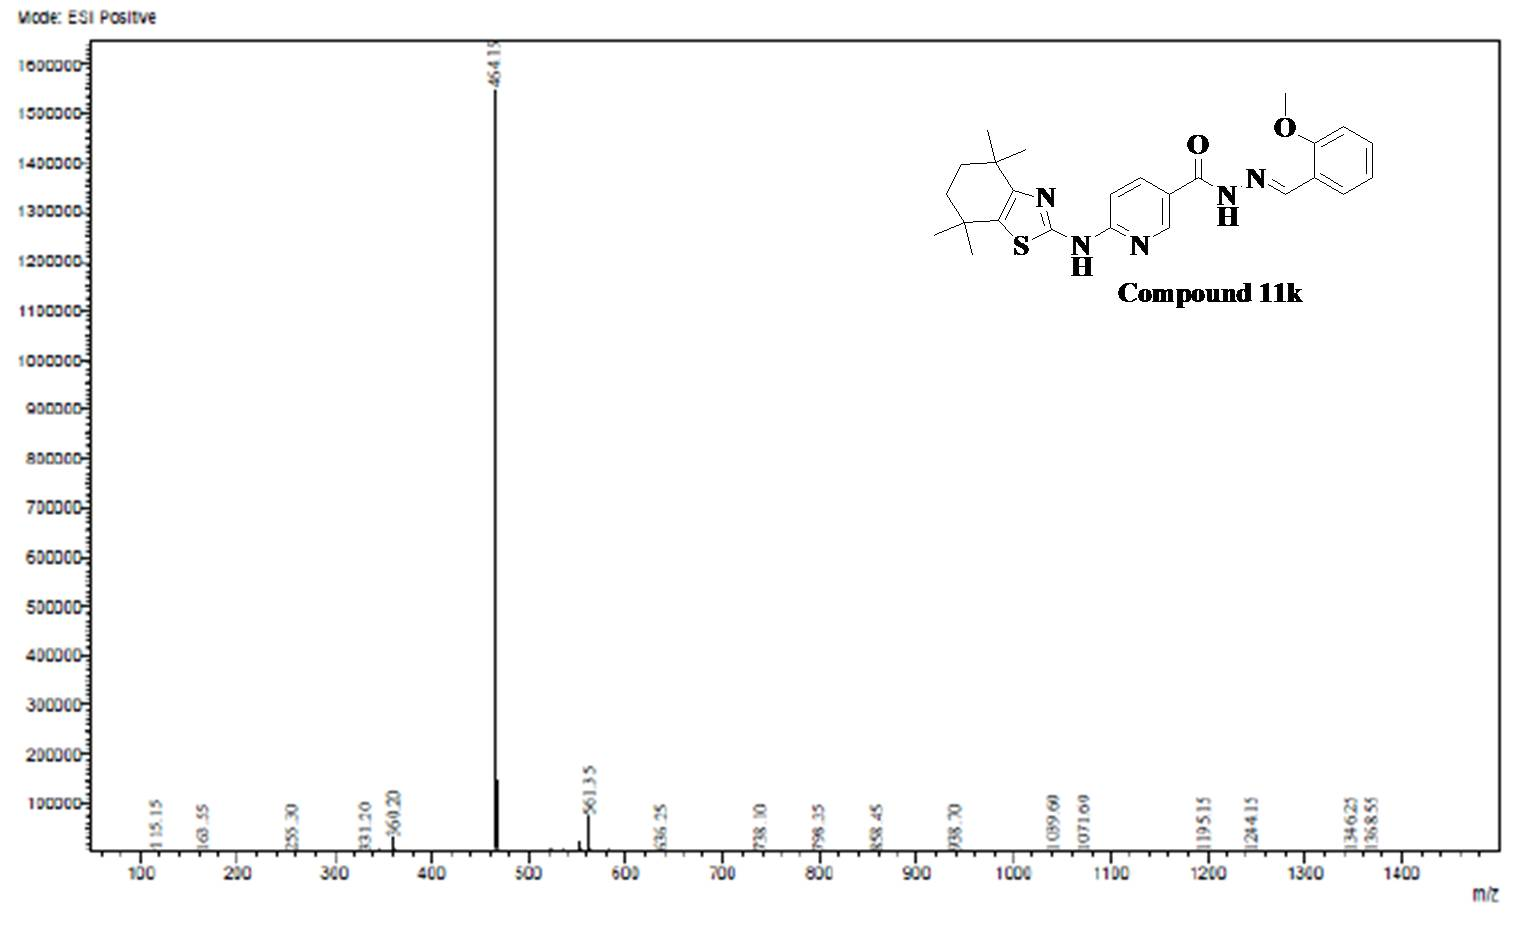 Mode: ESI Positive
1600000
1500000
1400000
1300000
1200000
1100000
1000000
900000
800000
700000
600000
500000
400000
300000
200000
100000
464.15
561.35
115.15
163.55
255.30
331.20
360.20
636.25
738.10
798.35
858.45
938.70
1039.60
1071.60
1195.15
1244.15
1346.25
1368.55
100 200 300 400 500 600 700 800 900 1000 1100 1200 1300 1400
m/z
O
O
N
N
N
H
S
N
H
N
Compound 11k